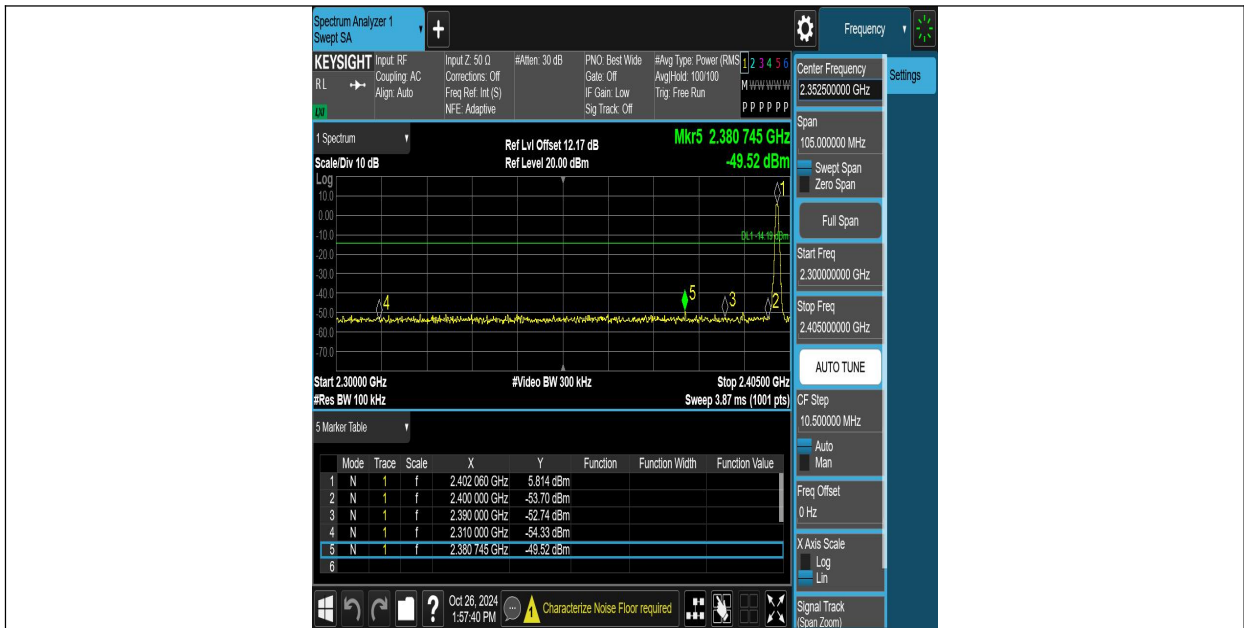 Spectrum Analyzer 1
Swept SA
+
Frequency
KEYSIGHT
RL
LXI
Input: RF
Coupling: AC
Align: Auto
Input Z: 50 Ω
Corrections: Off
Freq Ref: Int (S)
NFE: Adaptive
#Atten: 30 dB
PNO: Best Wide
Gate: Off
IF Gain: Low
Sig Track: Off
#Avg Type: Power (RMS
Avg|Hold: 100/100
Trig: Free Run
1 2 3 4 5 6
M W W W W W
P P P P P P
1 Spectrum
Scale/Div 10 dB
Ref Lvl Offset 12.17 dB
Ref Level 20.00 dBm
Mkr5 2.380 745 GHz
-49.52 dBm
Log
10.0
0.00
-10.0
-20.0
-30.0
-40.0
-50.0
-60.0
-70.0
DL1 -14.19 dBm
1
4
5
3
2
Start 2.30000 GHz
#Video BW 300 kHz
Stop 2.40500 GHz
#Res BW 100 kHz
Sweep 3.87 ms (1001 pts)
5 Marker Table
Mode Trace Scale X Y Function Function Width Function Value
1 N 1 f 2.402 060 GHz 5.814 dBm
2 N 1 f 2.400 000 GHz -53.70 dBm
3 N 1 f 2.390 000 GHz -52.74 dBm
4 N 1 f 2.310 000 GHz -54.33 dBm
5 N 1 f 2.380 745 GHz -49.52 dBm
6
?
Oct 26, 2024
1:57:40 PM
Characterize Noise Floor required
Center Frequency
2.352500000 GHz
Settings
Span
105.000000 MHz
Swept Span
Zero Span
Full Span
Start Freq
2.300000000 GHz
Stop Freq
2.405000000 GHz
AUTO TUNE
CF Step
10.500000 MHz
Auto
Man
Freq Offset
0 Hz
X Axis Scale
Log
Lin
Signal Track
(Span Zoom)